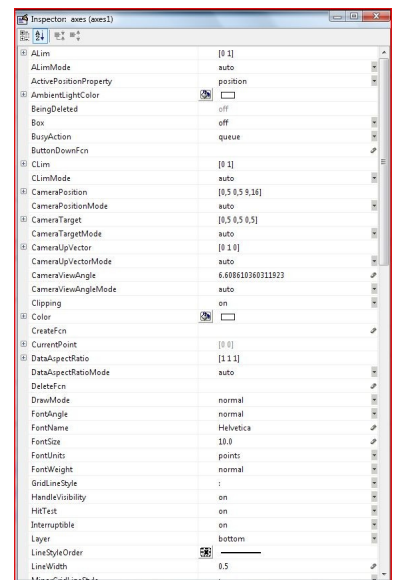 Inspector: axes (axes1)
ALim [0 1]
ALimMode auto
ActivePositionProperty position
AmbientLightColor
BeingDeleted off
Box off
BusyAction queue
ButtonDownFcn
CLim [0 1]
CLimMode auto
CameraPosition [0,5 0,5 9,16]
CameraPositionMode auto
CameraTarget [0,5 0,5 0,5]
CameraTargetMode auto
CameraUpVector [0 1 0]
CameraUpVectorMode auto
CameraViewAngle 6.608610360311923
CameraViewAngleMode auto
Clipping on
Color
CreateFcn
CurrentPoint [0 0]
DataAspectRatio [1 1 1]
DataAspectRatioMode auto
DeleteFcn
DrawMode normal
FontAngle normal
FontName Helvetica
FontSize 10.0
FontUnits points
FontWeight normal
GridLineStyle :
HandleVisibility on
HitTest on
Interruptible on
Layer bottom
LineStyleOrder
LineWidth 0.5